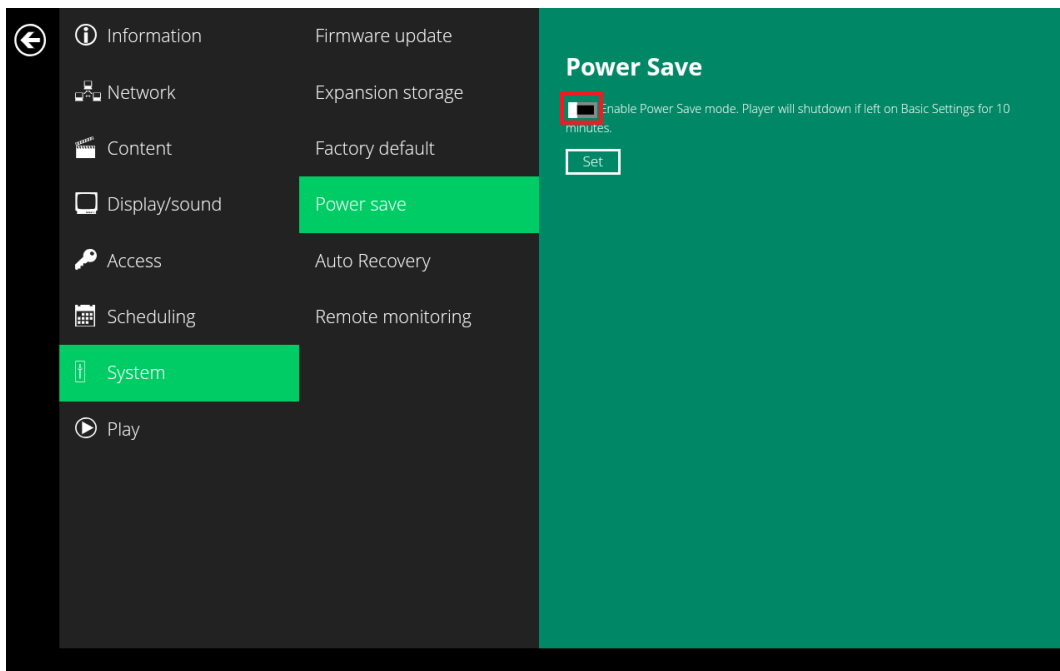 Information
Network
Content
Display/sound
Access
Scheduling
System
Play
Firmware update
Expansion storage
Factory default
Power save
Auto Recovery
Remote monitoring
Power Save
Enable Power Save mode. Player will shutdown if left on Basic Settings for 10
minutes.
Set